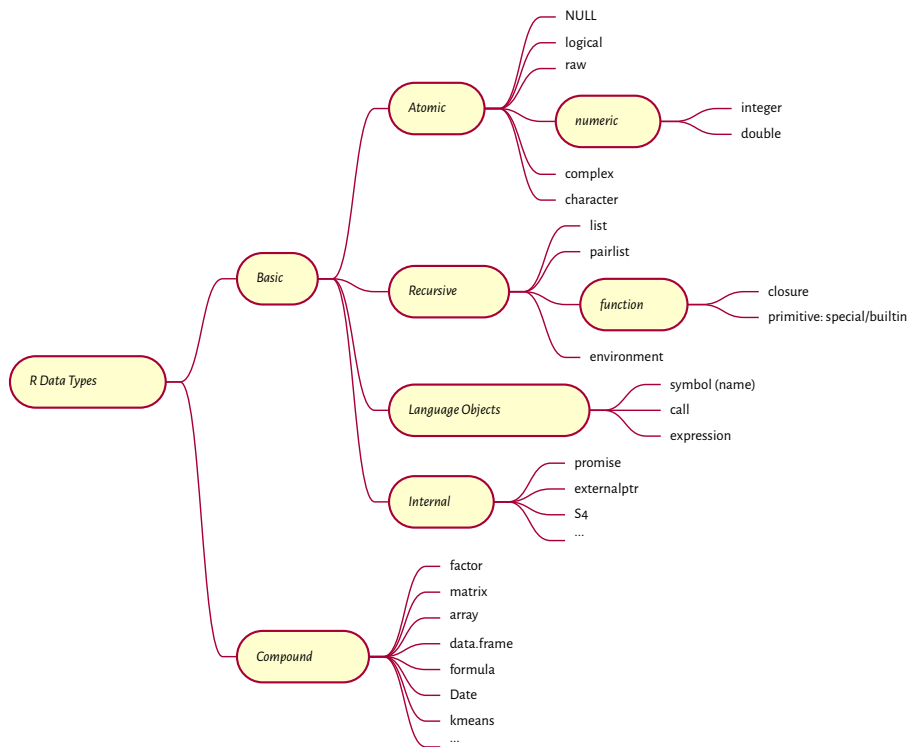 R Data Types
Basic
Atomic
NULL
logical
raw
numeric
integer
double
complex
character
Recursive
list
pairlist
function
closure
primitive: special/builtin
environment
Language Objects
symbol (name)
call
expression
Internal
promise
externalptr
S4
...
Compound
factor
matrix
array
data.frame
formula
Date
kmeans
...